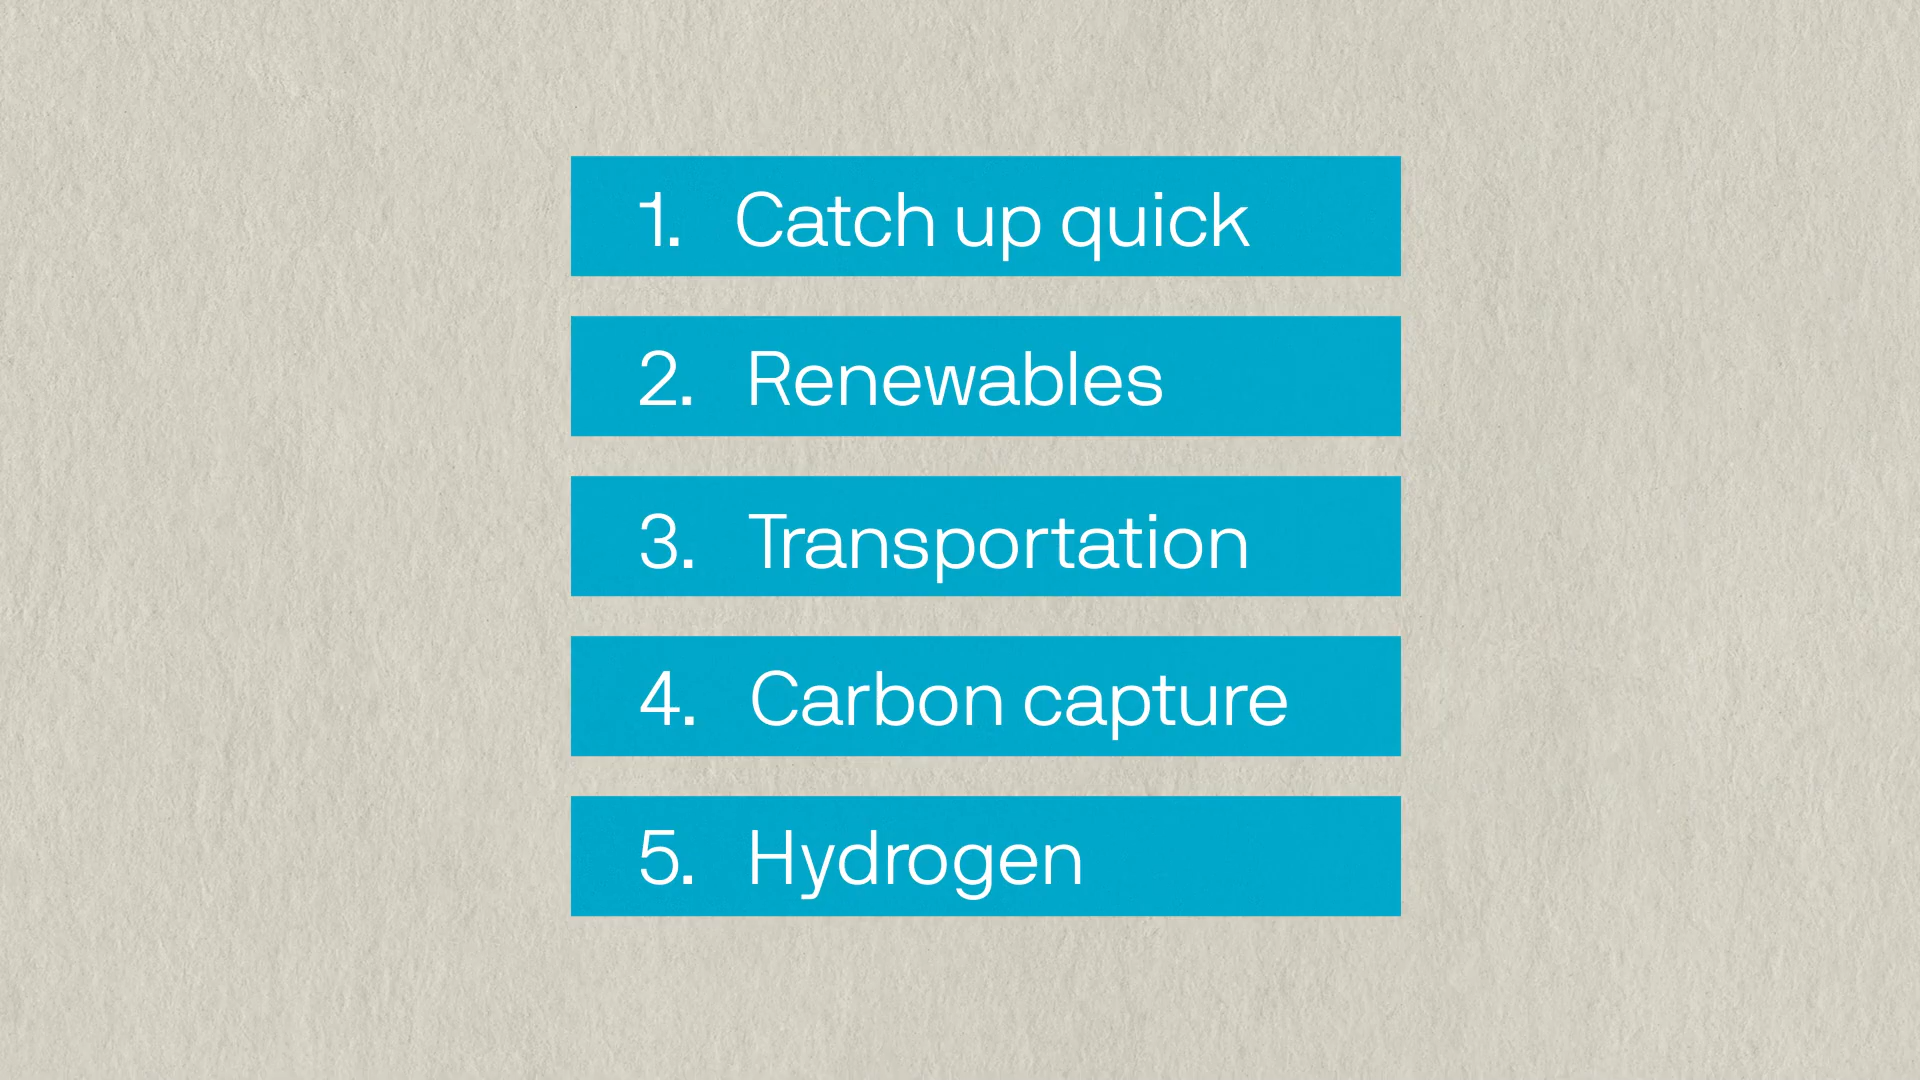 1. Catch up quick
2. Renewables
3. Transportation
4. Carbon capture
5. Hydrogen